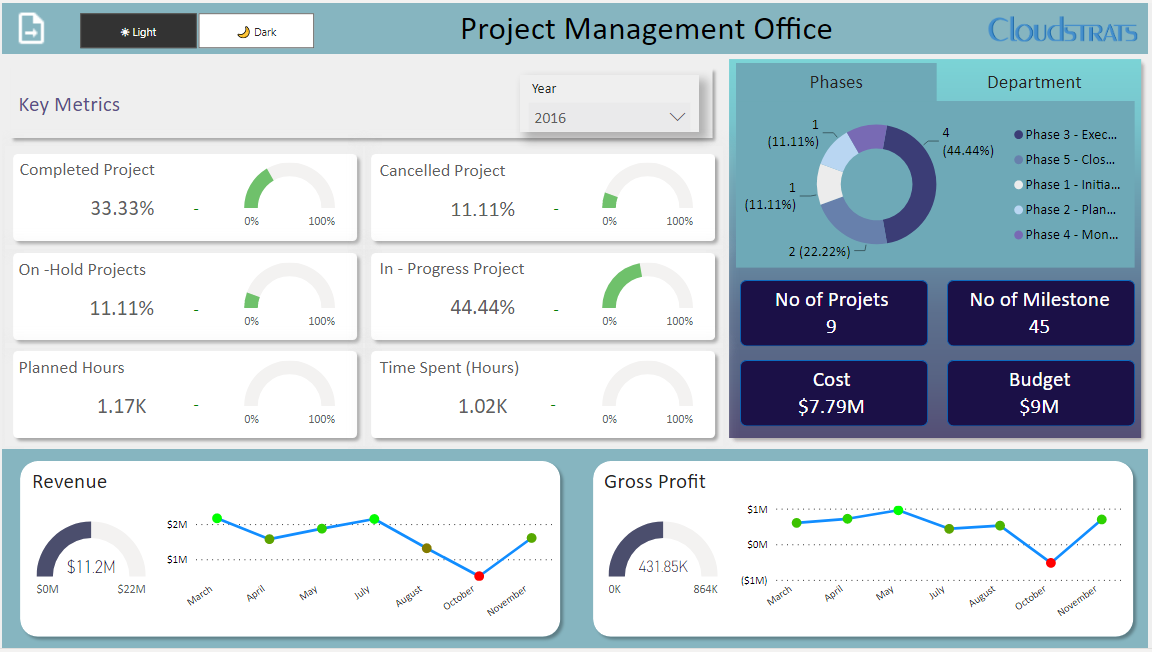 Light
Dark
Project Management Office
CloudStrats
Key Metrics
Year
2016
Completed Project
33.33%
-
0%
100%
Cancelled Project
11.11%
-
0%
100%
On -Hold Projects
11.11%
-
0%
100%
In - Progress Project
44.44%
-
0%
100%
Planned Hours
1.17K
-
0%
100%
Time Spent (Hours)
1.02K
-
0%
100%
Phases
Department
1
(11.11%)
4
(44.44%)
1
(11.11%)
2 (22.22%)
Phase 3 - Exec...
Phase 5 - Clos...
Phase 1 - Initia...
Phase 2 - Plan...
Phase 4 - Mon...
No of Projets
9
No of Milestone
45
Cost
$7.79M
Budget
$9M
Revenue
$11.2M
$0M
$22M
$2M
$1M
March
April
May
July
August
October
November
Gross Profit
431.85K
0K
864K
$1M
$0M
($1M)
March
April
May
July
August
October
November